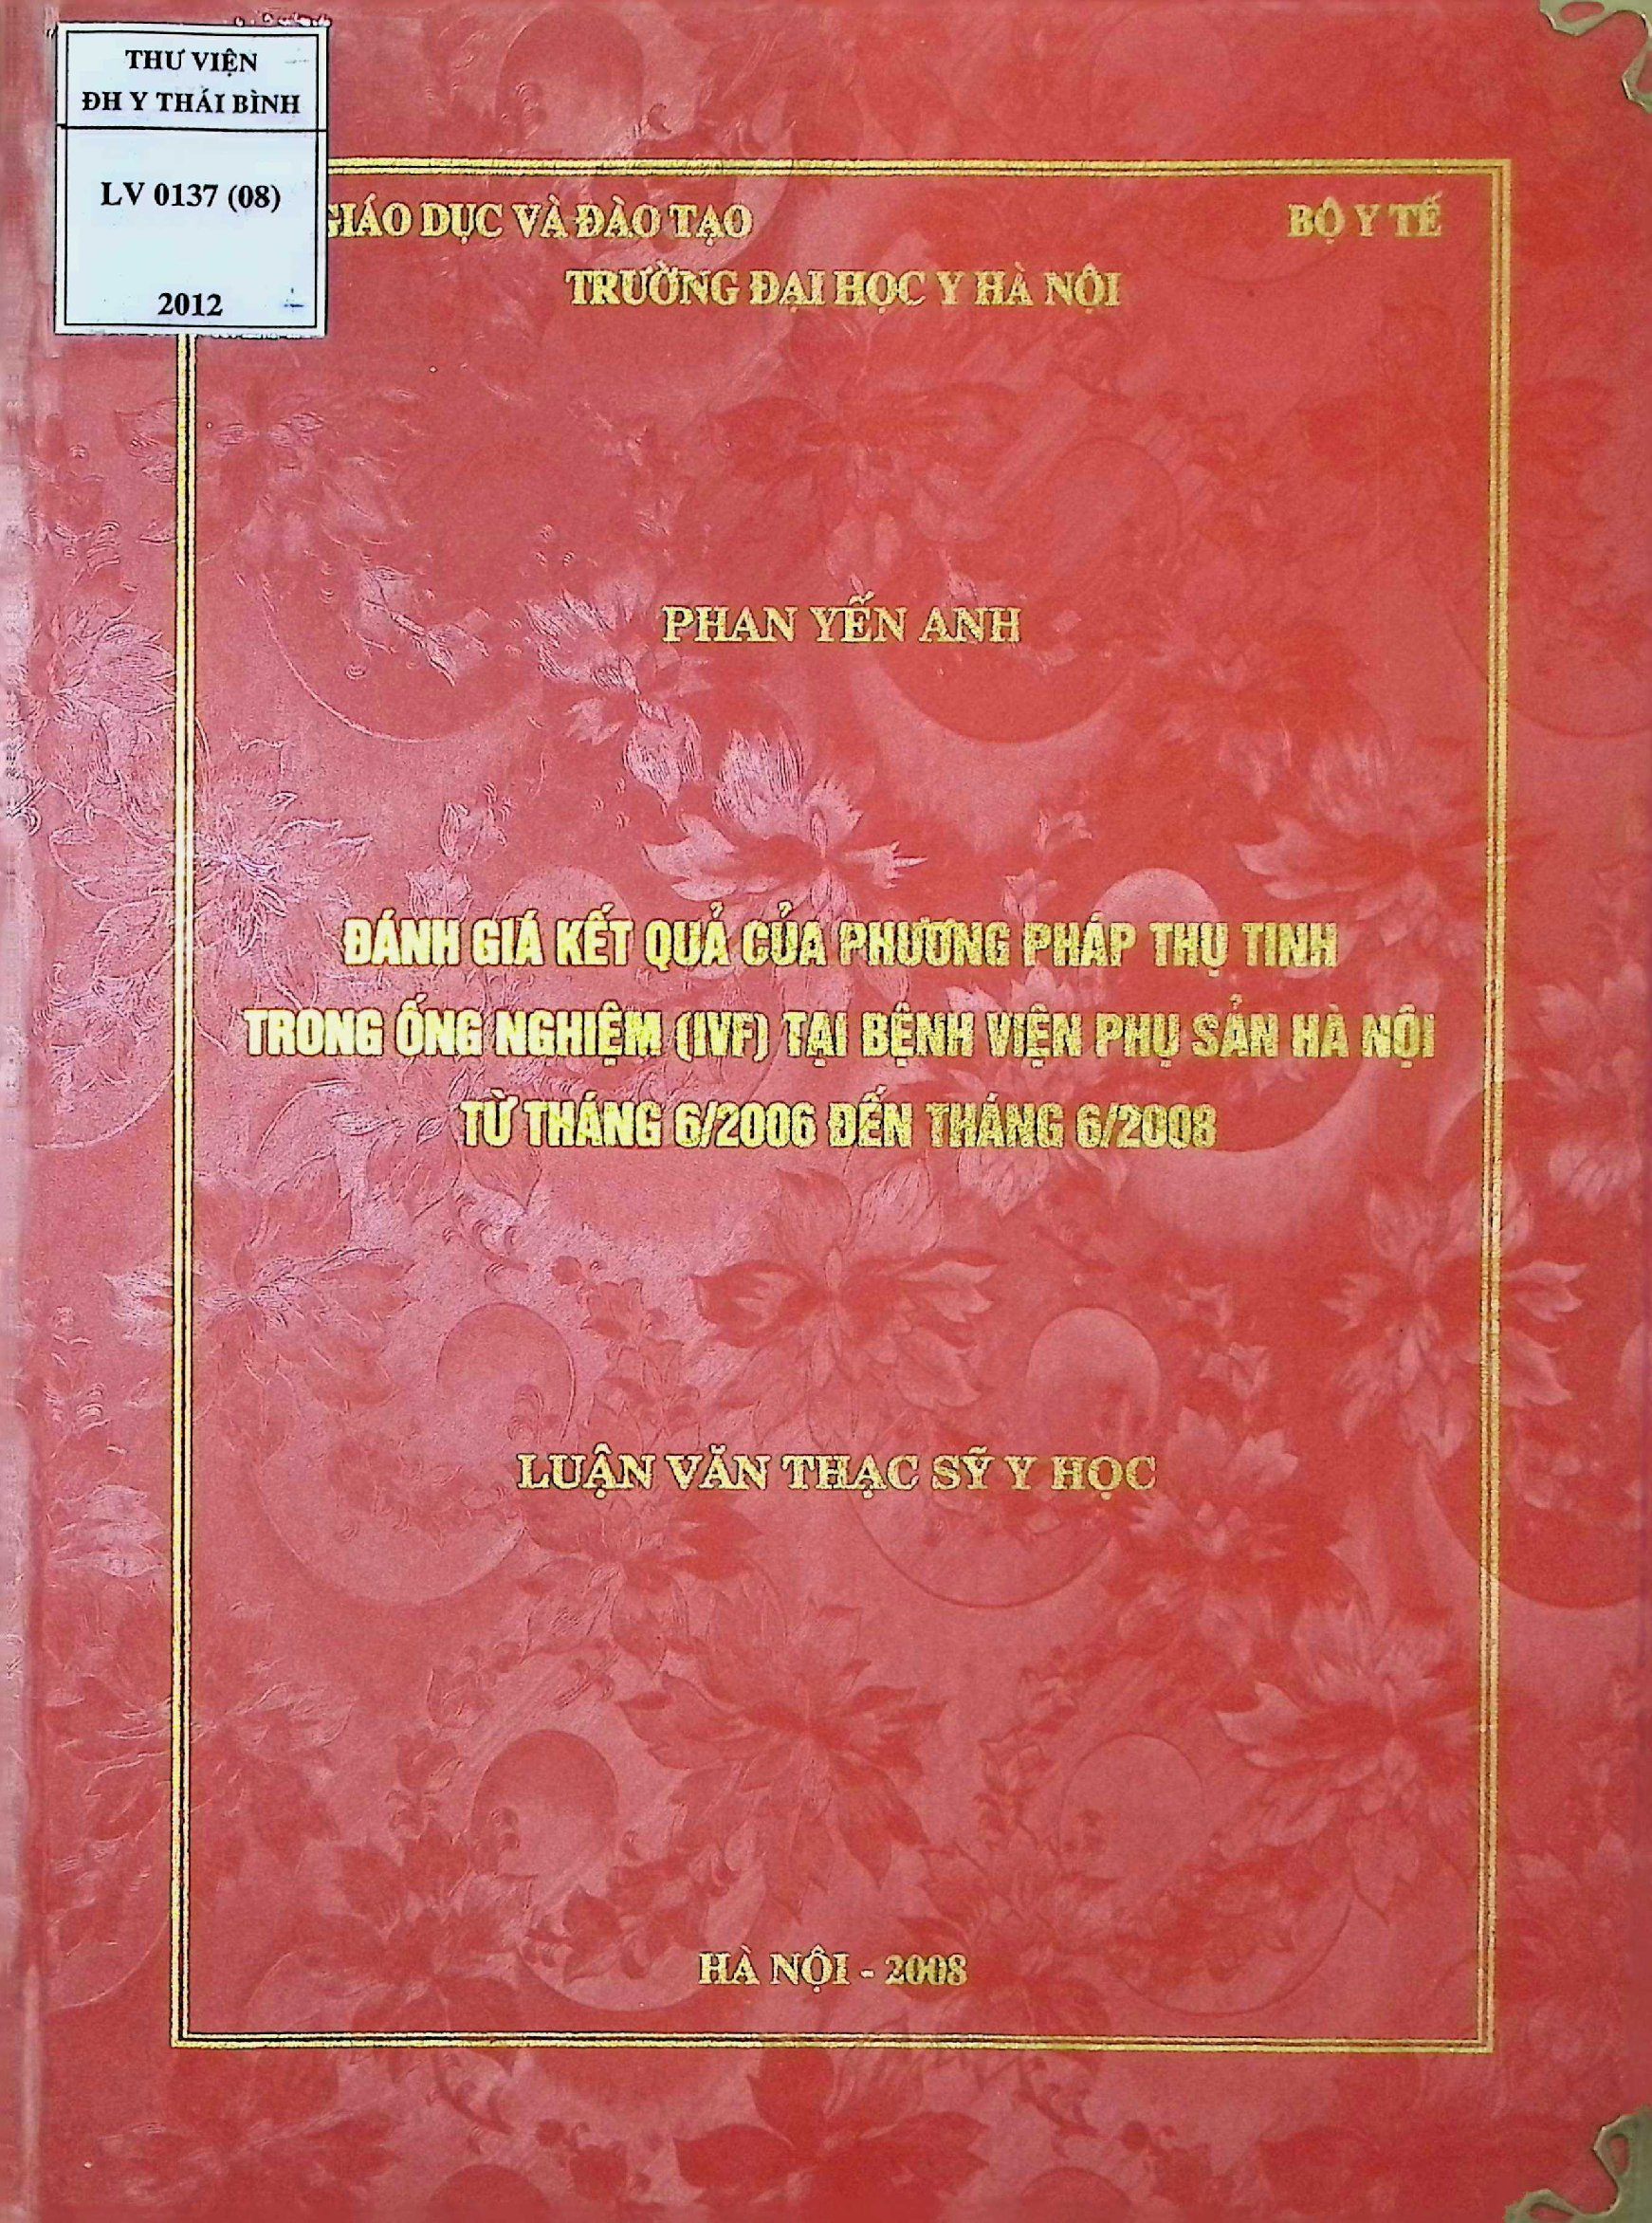 THƯ VIỆN
ĐH Y THÁI BÌNH
LV 0137 (08)
2012
GIÁO DỤC VÀ ĐÀO TẠO BỘ Y TẾ
TRƯỜNG ĐẠI HỌC Y HÀ NỘI
PHAN YẾN ANH
ĐÁNH GIÁ KẾT QUẢ CỦA PHƯƠNG PHÁP THỤ TINH
TRONG ỐNG NGHIỆM (IVF) TẠI BỆNH VIỆN PHỤ SẢN HÀ NỘI
TỪ THÁNG 6/2006 ĐẾN THÁNG 6/2008
LUẬN VĂN THẠC SỸ Y HỌC
HÀ NỘI - 2008